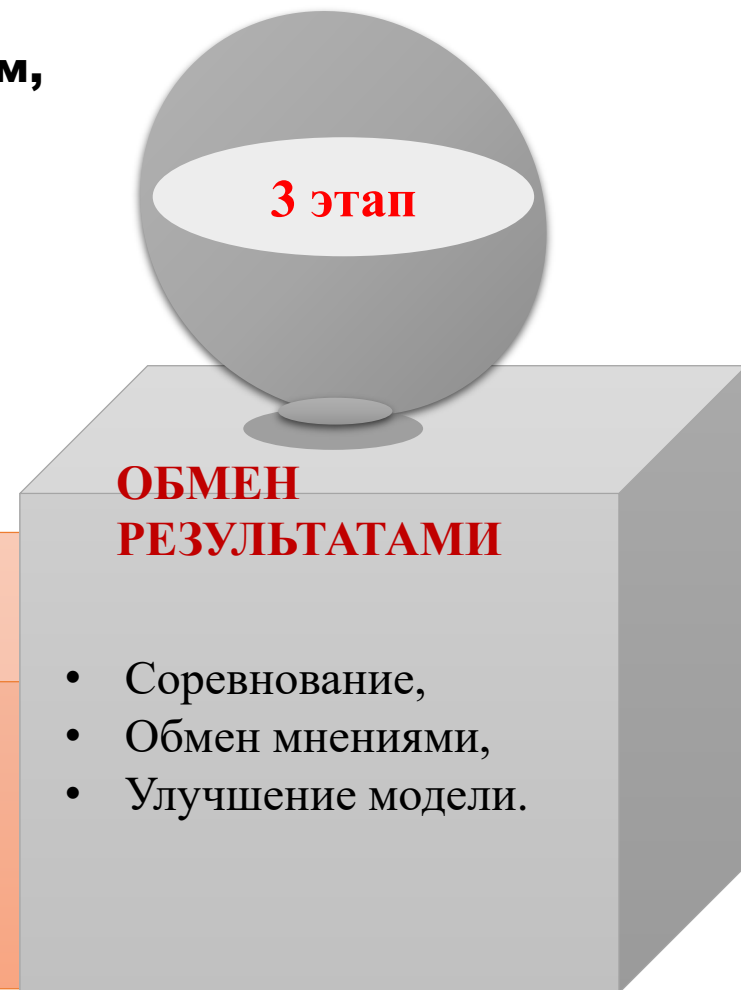 м,
3 этап
ОБМЕН
РЕЗУЛЬТАТАМИ
• Соревнование,
• Обмен мнениями,
• Улучшение модели.